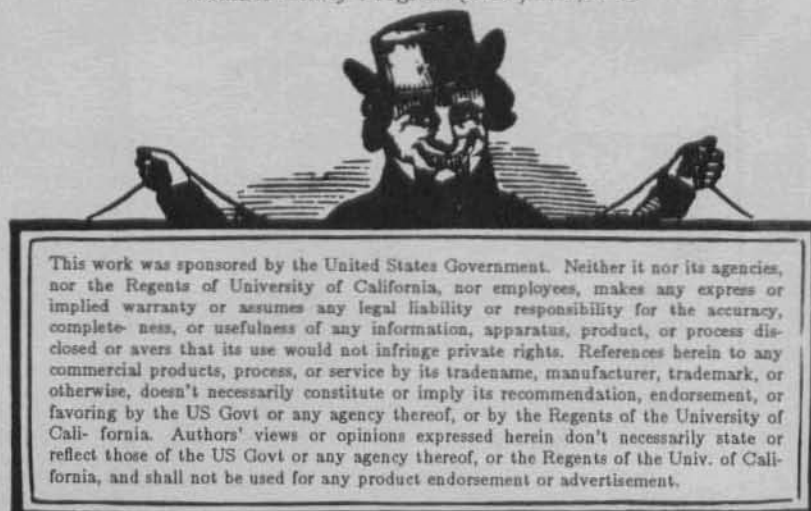 This work was sponsored by the United States Government. Neither it nor its agencies,
nor the Regents of University of California, nor employees, makes any express or
implied warranty or assumes any legal liability or responsibility for the accuracy,
complete- ness, or usefulness of any information, apparatus, product, or process dis-
closed or avers that its use would not infringe private rights. References herein to any
commercial products, process, or service by its tradename, manufacturer, trademark, or
otherwise, doesn't necessarily constitute or imply its recommendation, endorsement, or
favoring by the US Govt or any agency thereof, or by the Regents of the University of
Cali- fornia. Authors' views or opinions expressed herein don't necessarily state or
reflect those of the US Govt or any agency thereof, or the Regents of the Univ. of Cali-
fornia, and shall not be used for any product endorsement or advertisement.